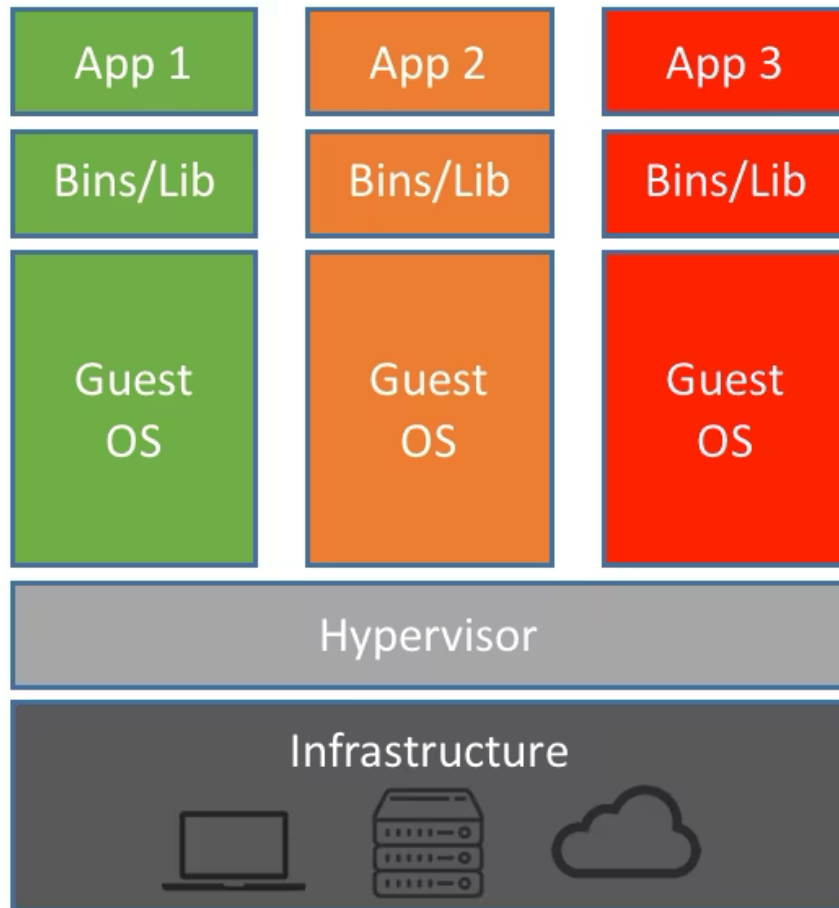 App 1
App 2
App 3
Bins/Lib
Bins/Lib
Bins/Lib
Guest
OS
Guest
OS
Guest
OS
Hypervisor
Infrastructure